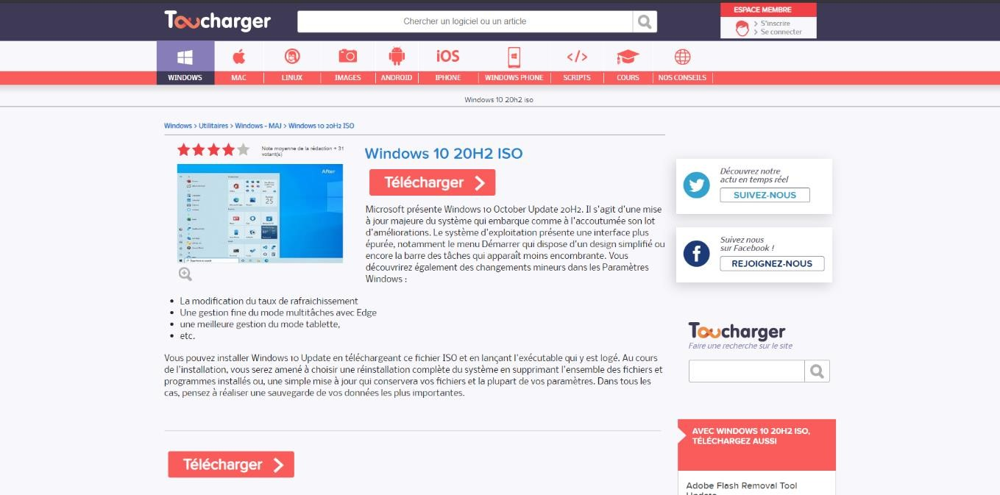 Toucharger
Chercher un logiciel ou un article
ESPACE MEMBRE
> S'inscrire
> Se connecter
iOS
</>
WINDOWS
MAC
LINUX
IMAGES
ANDROID
IPHONE
WINDOWS PHONE
SCRIPTS
COURS
NOS CONSEILS
Windows 10 20h2 iso
Windows > Utilitaires > Windows - MAJ > Windows 10 20H2 ISO
Note moyenne de la rédaction + 31
votant(s)
After
25
Windows 10 20H2 ISO
Télécharger
Microsoft présente Windows 10 October Update 20H2. Il s'agit d'une mise
à jour majeure du système qui embarque comme à l'accoutumée son lot
d'améliorations. Le système d'exploitation présente une interface plus
épurée, notamment le menu Démarrer qui dispose d'un design simplifié ou
encore la barre des tâches qui apparaît moins encombrante. Vous
découvrirez également des changements mineurs dans les Paramètres
Windows :
• La modification du taux de rafraichissement
• Une gestion fine du mode multitâches avec Edge
• une meilleure gestion du mode tablette,
• etc.
Vous pouvez installer Windows 10 Update en téléchargeant ce fichier ISO et en lançant l'exécutable qui y est logé. Au cours
de l'installation, vous serez amené à choisir une réinstallation complète du système en supprimant l'ensemble des fichiers et
programmes installés ou, une simple mise à jour qui conservera vos fichiers et la plupart de vos paramètres. Dans tous les
cas, pensez à réaliser une sauvegarde de vos données les plus importantes.
Télécharger
Découvrez notre
actu en temps réel
SUIVEZ-NOUS
Suivez nous
sur Facebook !
REJOIGNEZ-NOUS
Toucharger
Faire une recherche sur le site
AVEC WINDOWS 10 20H2 ISO,
TÉLÉCHARGEZ AUSSI
Adobe Flash Removal Tool